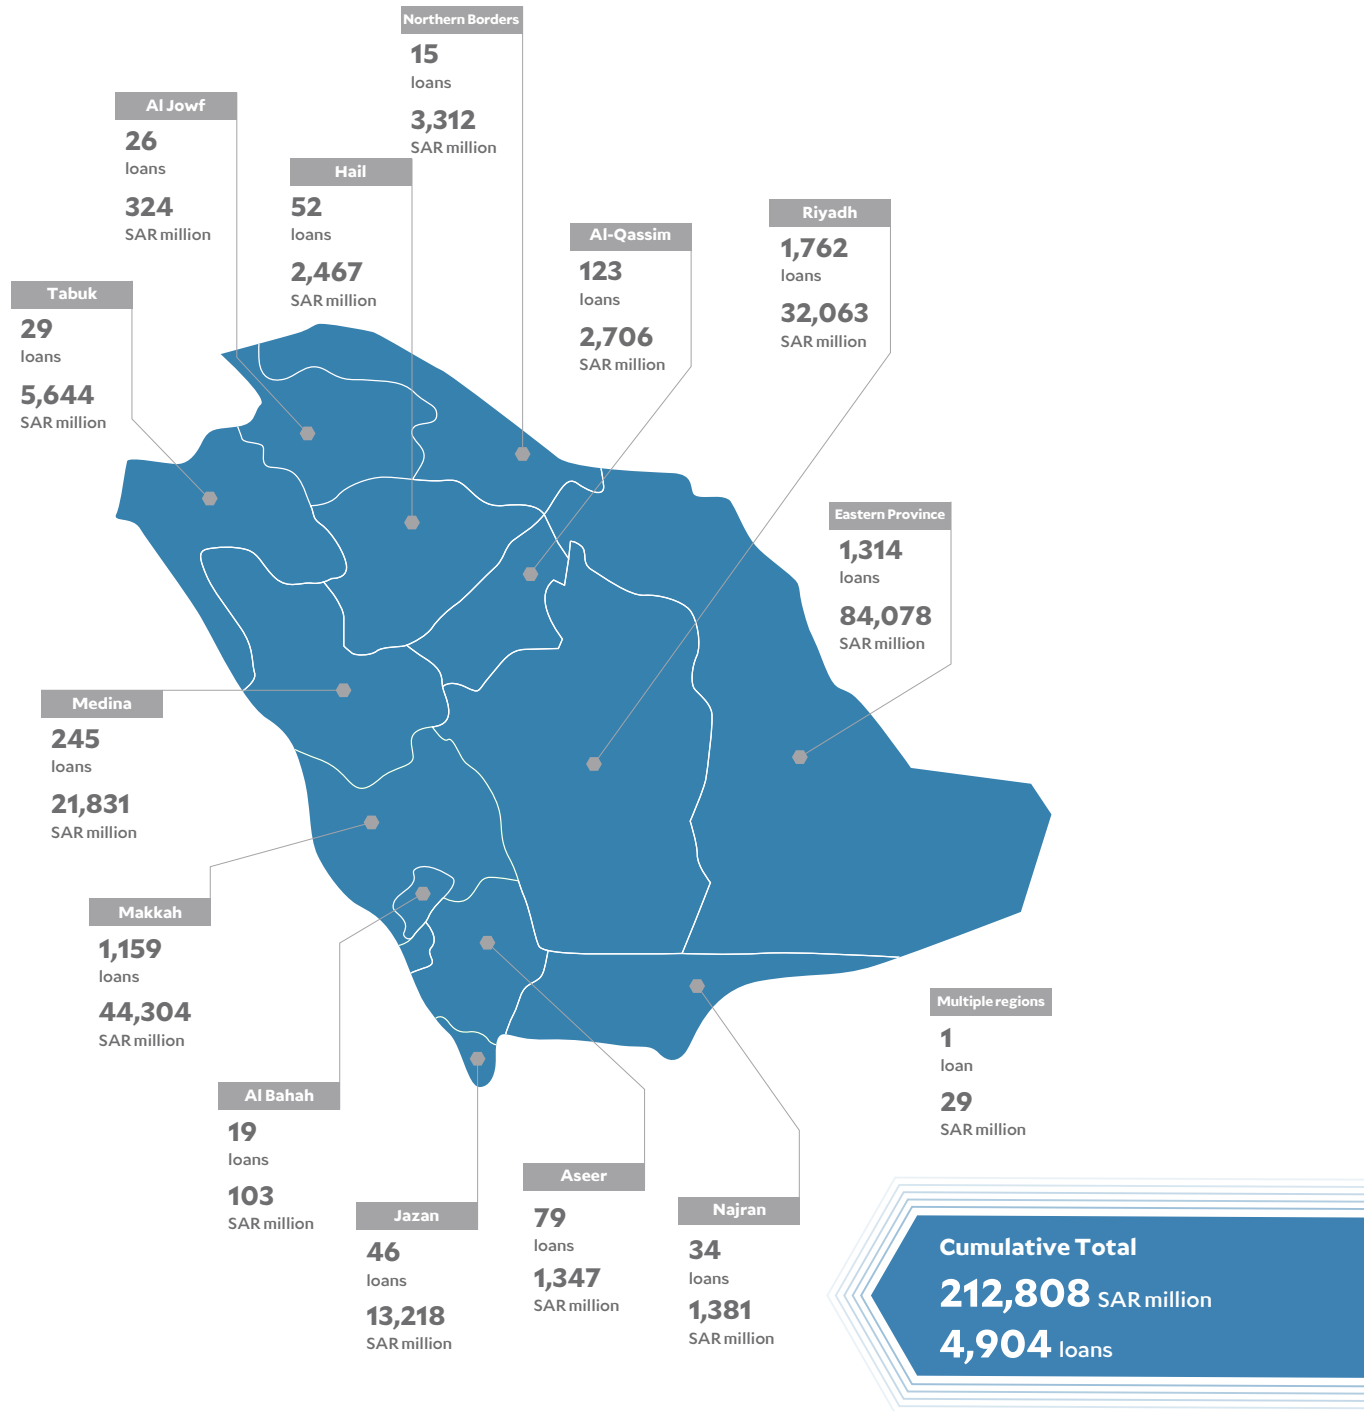 Northern Borders
15
loans
3,312
SAR million
Al Jowf
26
loans
324
SAR million
Hail
52
loans
2,467
SAR million
Riyadh
1,762
loans
32,063
SAR million
Al-Qassim
123
loans
2,706
SAR million
Tabuk
29
loans
5,644
SAR million
Eastern Province
1,314
loans
84,078
SAR million
Medina
245
loans
21,831
SAR million
Makkah
1,159
loans
44,304
SAR million
Multiple regions
1
loan
29
SAR million
Al Bahah
19
loans
103
SAR million
Aseer
79
loans
1,347
SAR million
Najran
34
loans
1,381
SAR million
Jazan
46
loans
13,218
SAR million
Cumulative Total
212,808 SAR million
4,904 loans